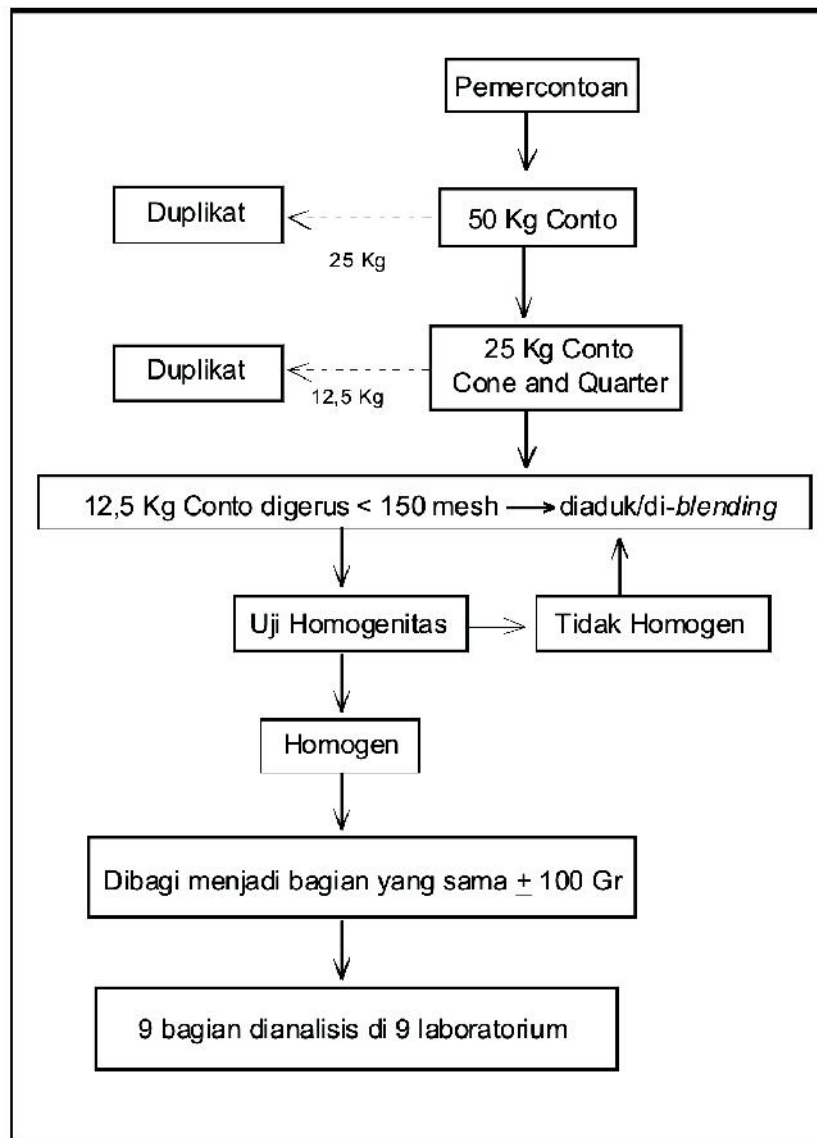 Pemercontoan
Duplikat
50 Kg Conto
25 Kg
25 Kg Conto
Cone and Quarter
Duplikat
12,5 Kg
12,5 Kg Conto digerus < 150 mesh → diaduk/di-blending
Uji Homogenitas
Tidak Homogen
Homogen
Dibagi menjadi bagian yang sama ± 100 Gr
9 bagian dianalisis di 9 laboratorium